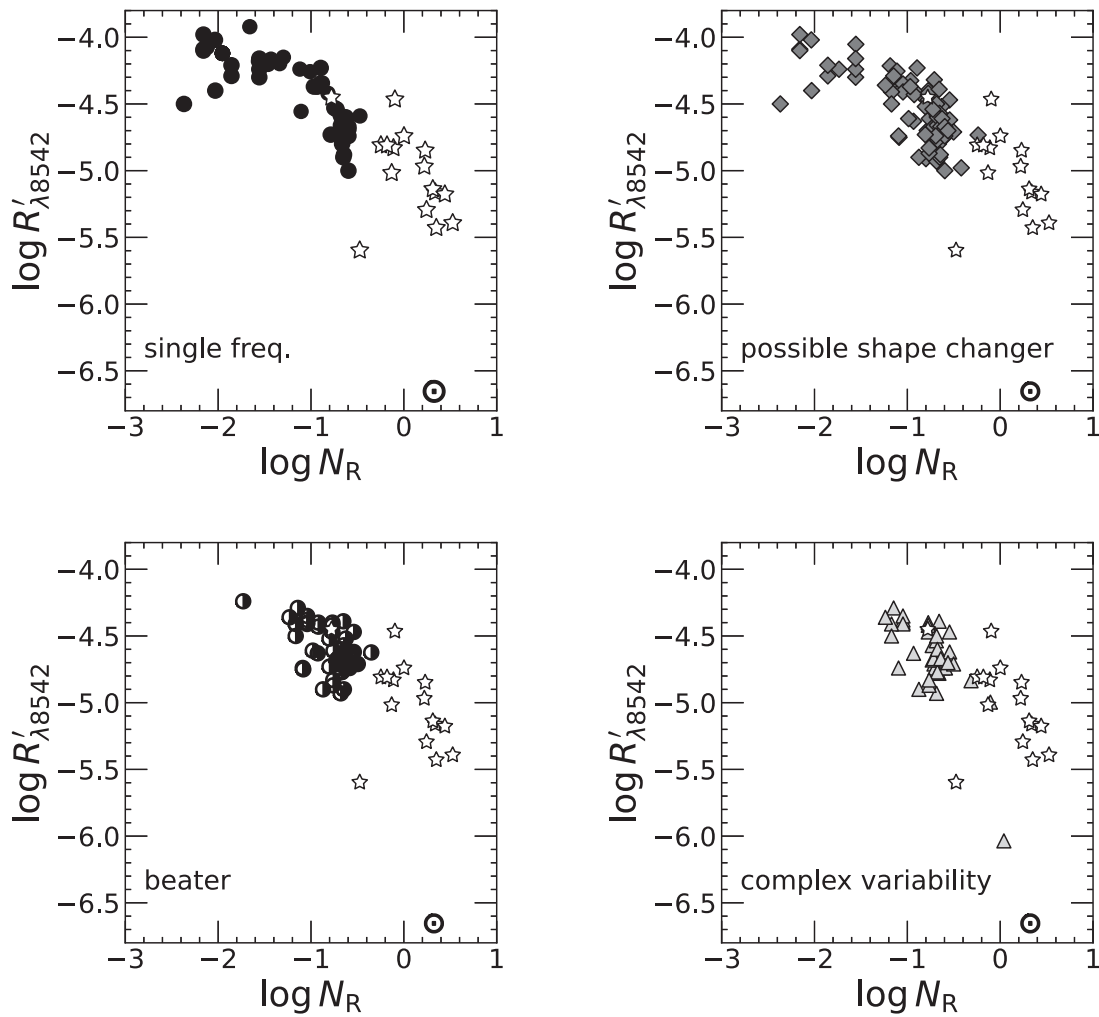 −4.0
−4.5
−5.0
−5.5
−6.0
−6.5
log R′λ8542
single freq.
−3 −2 −1 0 1
log NR
−4.0
−4.5
−5.0
−5.5
−6.0
−6.5
log R′λ8542
possible shape changer
−3 −2 −1 0 1
log NR
−4.0
−4.5
−5.0
−5.5
−6.0
−6.5
log R′λ8542
beater
−3 −2 −1 0 1
log NR
−4.0
−4.5
−5.0
−5.5
−6.0
−6.5
log R′λ8542
complex variability
−3 −2 −1 0 1
log NR